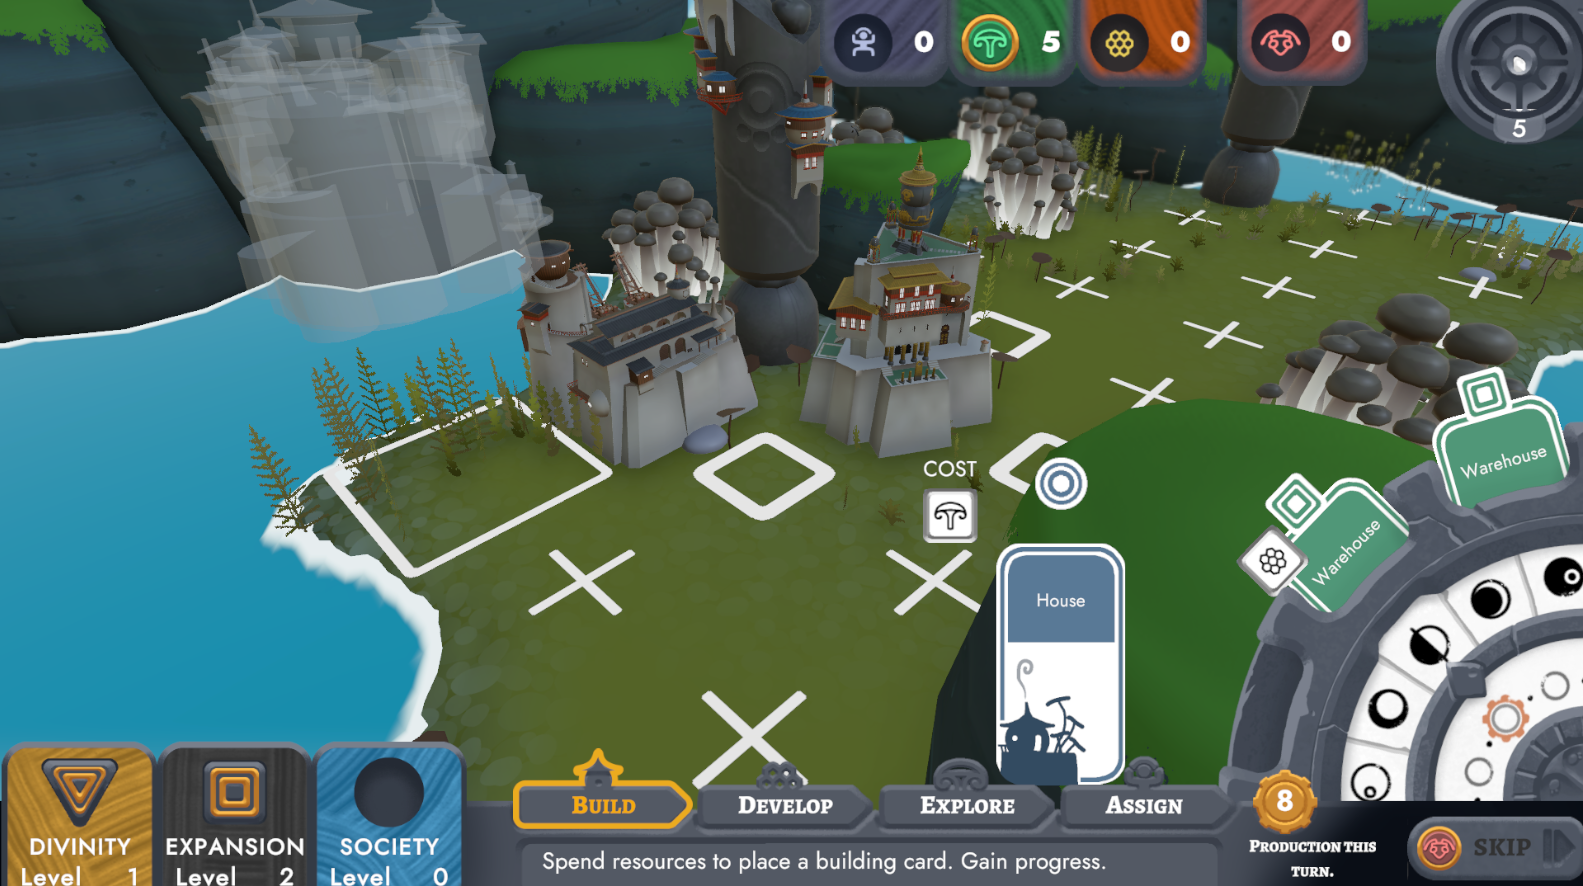 0
5
0
0
5
Warehouse
Warehouse
COST
House
BUILD
DEVELOP
EXPLORE
ASSIGN
8
PRODUCTION THIS
TURN.
SKIP
DIVINITY
Level 1
EXPANSION
Level 2
SOCIETY
Level 0
Spend resources to place a building card. Gain progress.